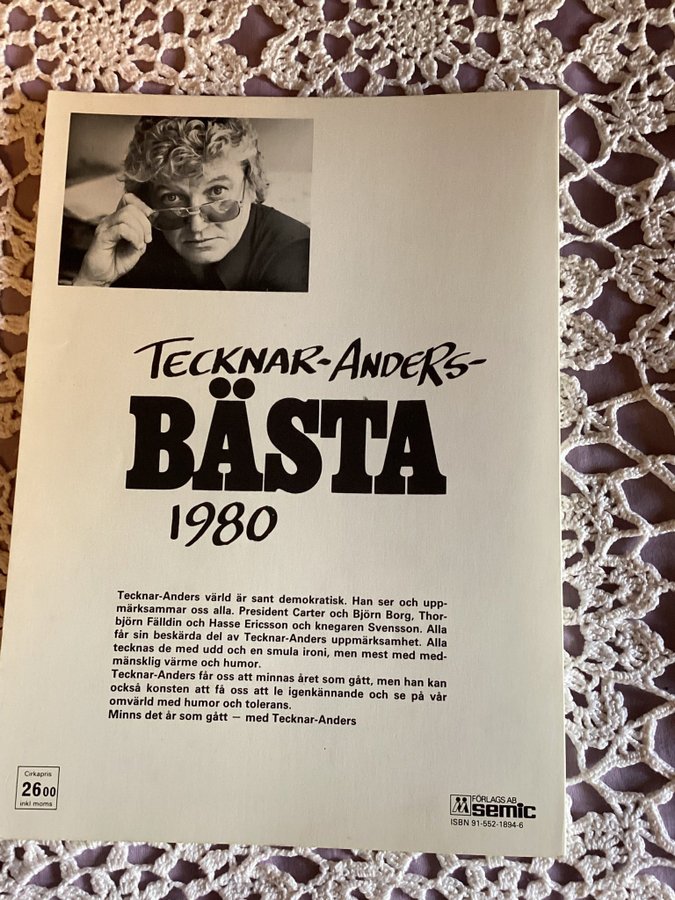 TECKNAR-ANDERS-
BÄSTA
1980
Tecknar-Anders värld är sant demokratisk. Han ser och upp-
märksammar oss alla. President Carter och Björn Borg, Thor-
björn Fälldin och Hasse Ericsson och knegaren Svensson. Alla
får sin beskärda del av Tecknar-Anders uppmärksamhet. Alla
tecknas de med udd och en smula ironi, men mest med med-
mänsklig värme och humor.
Tecknar-Anders får oss att minnas året som gått, men han kan
också konsten att få oss att le igenkännande och se på vår
omvärld med humor och tolerans.
Minns det år som gått – med Tecknar-Anders
Cirkapris
26 00
inkl moms
FÖRLAGS AB
semic
ISBN 91-552-1894-6